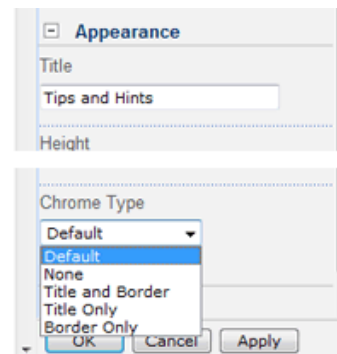 Appearance
Title
Tips and Hints
Height
Chrome Type
Default
Default
None
Title and Border
Title Only
Border Only
OK Cancel Apply